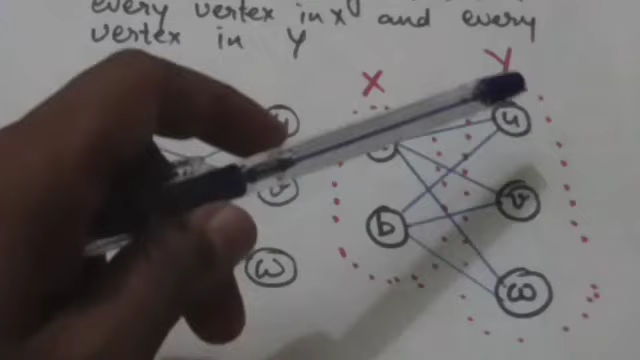 every vertex in X and every
vertex in Y
X Y
u u
v v
b
w w